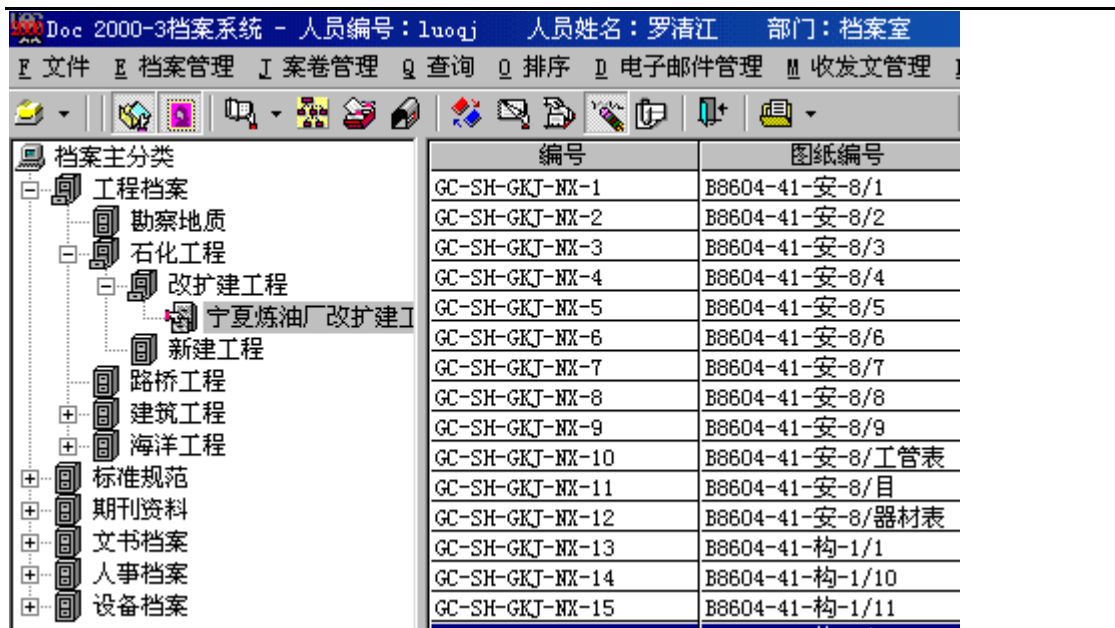 Doc 2000-3档案系统 - 人员编号：luoqj 人员姓名：罗清江 部门：档案室
F 文件 E 档案管理 J 案卷管理 Q 查询 O 排序 D 电子邮件管理 M 收发文管理
档案主分类
工程档案
勘察地质
石化工程
改扩建工程
宁夏炼油厂改扩建工
新建工程
路桥工程
建筑工程
海洋工程
标准规范
期刊资料
文书档案
人事档案
设备档案
编号 图纸编号
GC-SH-GKJ-NX-1 B8604-41-安-8/1
GC-SH-GKJ-NX-2 B8604-41-安-8/2
GC-SH-GKJ-NX-3 B8604-41-安-8/3
GC-SH-GKJ-NX-4 B8604-41-安-8/4
GC-SH-GKJ-NX-5 B8604-41-安-8/5
GC-SH-GKJ-NX-6 B8604-41-安-8/6
GC-SH-GKJ-NX-7 B8604-41-安-8/7
GC-SH-GKJ-NX-8 B8604-41-安-8/8
GC-SH-GKJ-NX-9 B8604-41-安-8/9
GC-SH-GKJ-NX-10 B8604-41-安-8/工管表
GC-SH-GKJ-NX-11 B8604-41-安-8/目
GC-SH-GKJ-NX-12 B8604-41-安-8/器材表
GC-SH-GKJ-NX-13 B8604-41-构-1/1
GC-SH-GKJ-NX-14 B8604-41-构-1/10
GC-SH-GKJ-NX-15 B8604-41-构-1/11